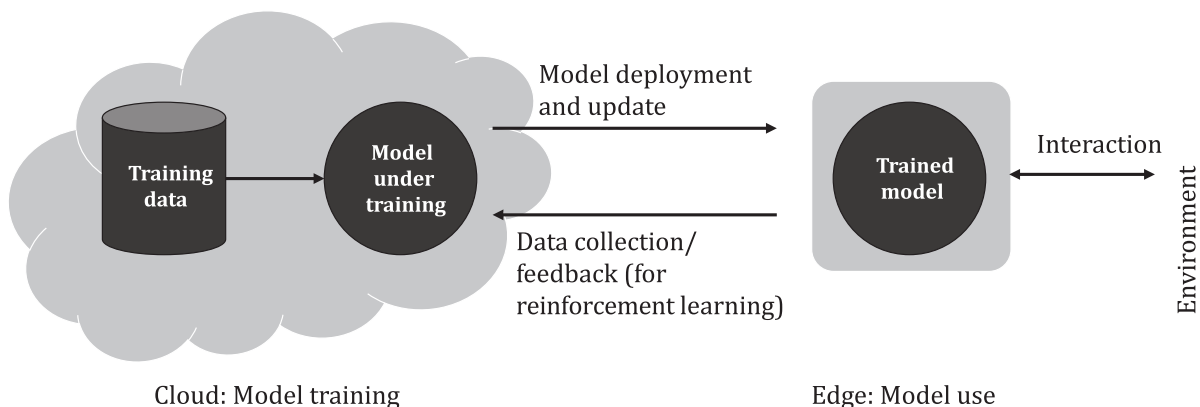 Model deployment
and update
Training
data
Model
under
training
Trained
model
Interaction
Environment
Data collection/
feedback (for
reinforcement learning)
Cloud: Model training
Edge: Model use